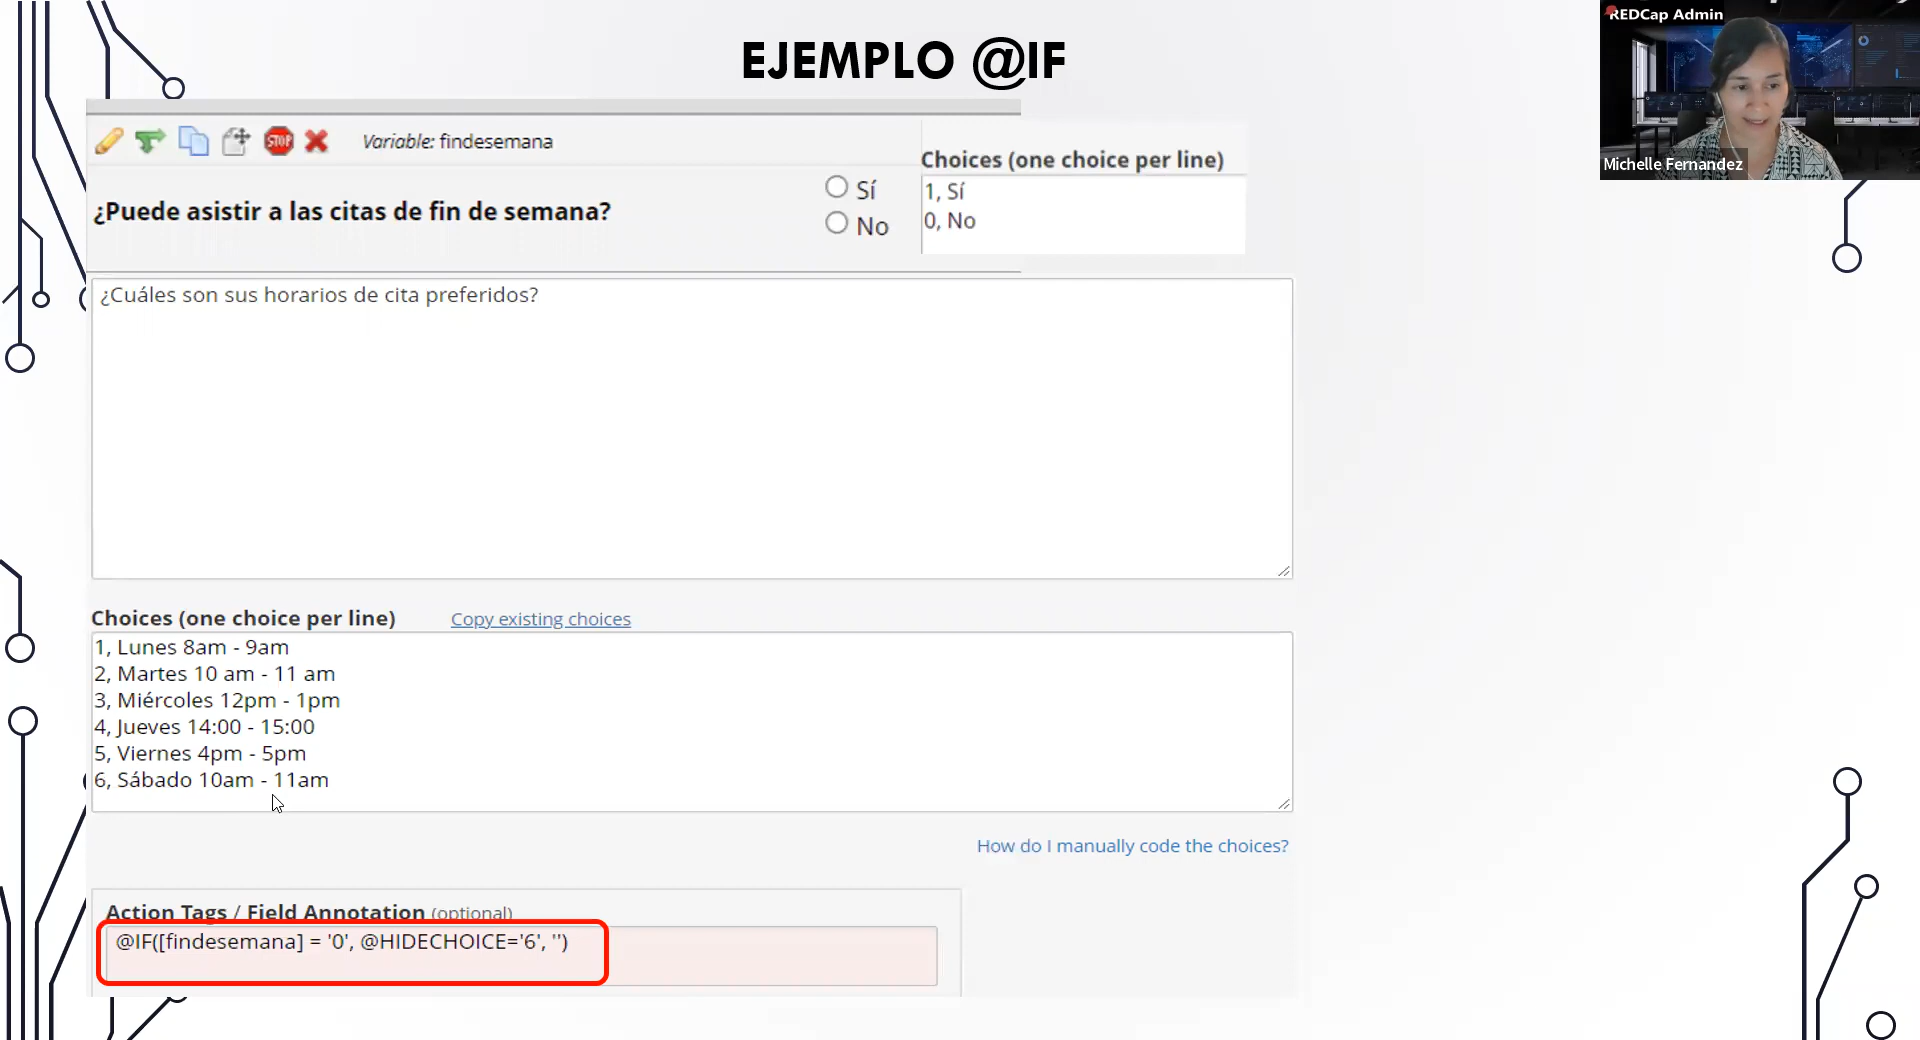 EJEMPLO @IF
REDCap Admin
Michelle Fernandez
STOP
Variable: findesemana
¿Puede asistir a las citas de fin de semana?
Sí
No
Choices (one choice per line)
1, Sí
0, No
¿Cuáles son sus horarios de cita preferidos?
Choices (one choice per line) Copy existing choices
1, Lunes 8am - 9am
2, Martes 10 am - 11 am
3, Miércoles 12pm - 1pm
4, Jueves 14:00 - 15:00
5, Viernes 4pm - 5pm
6, Sábado 10am - 11am
How do I manually code the choices?
Action Tags / Field Annotation (optional)
@IF([findesemana] = '0', @HIDECHOICE='6', '')